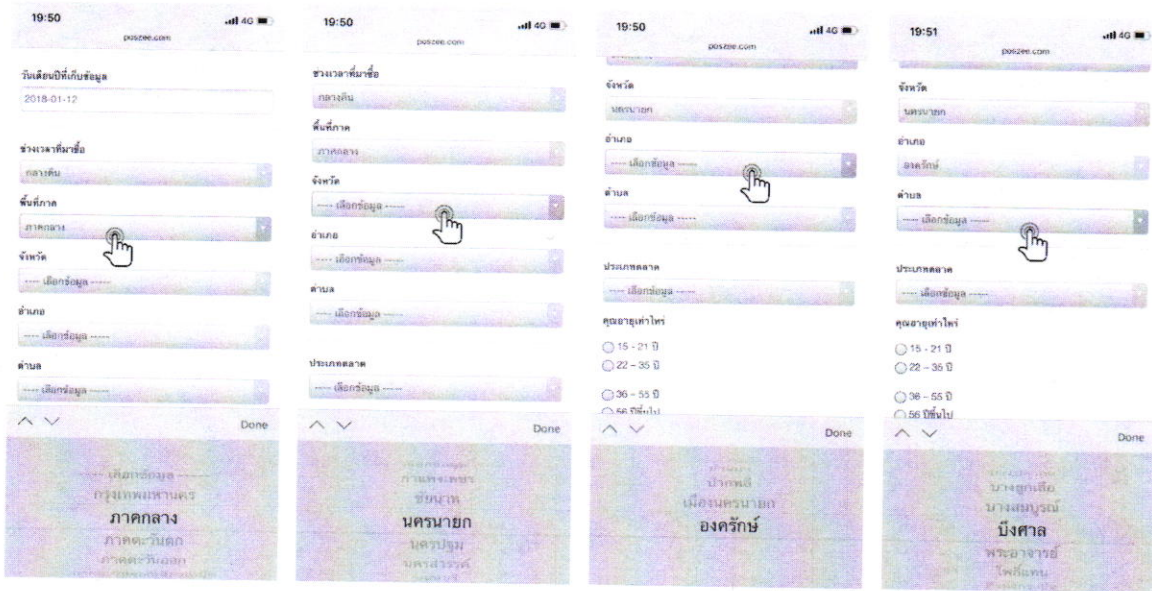 19:50
4G
poszee.com
วันเดือนปีที่เก็บข้อมูล
2018-01-12
ช่วงเวลาที่มาซื้อ
กลางคืน
พื้นที่ภาค
ภาคกลาง
จังหวัด
---- เลือกข้อมูล -----
อำเภอ
---- เลือกข้อมูล -----
ตำบล
---- เลือกข้อมูล -----
Done
---- เลือกข้อมูล -----
กรุงเทพมหานคร
ภาคกลาง
ภาคตะวันตก
ภาคตะวันออก
19:50
4G
poszee.com
ช่วงเวลาที่มาซื้อ
กลางคืน
พื้นที่ภาค
ภาคกลาง
จังหวัด
---- เลือกข้อมูล -----
อำเภอ
---- เลือกข้อมูล -----
ตำบล
---- เลือกข้อมูล -----
ประเภทตลาด
---- เลือกข้อมูล -----
Done
กำแพงเพชร
ชัยนาท
นครนายก
นครปฐม
นครสวรรค์
19:50
4G
poszee.com
จังหวัด
นครนายก
อำเภอ
---- เลือกข้อมูล -----
ตำบล
---- เลือกข้อมูล -----
ประเภทตลาด
---- เลือกข้อมูล -----
คุณอายุเท่าไหร่
15 - 21 ปี
22 – 35 ปี
36 – 55 ปี
56 ปีขึ้นไป
Done
บ้านนา
ปากพลี
เมืองนครนายก
องครักษ์
19:51
4G
poszee.com
จังหวัด
นครนายก
อำเภอ
องครักษ์
ตำบล
---- เลือกข้อมูล -----
ประเภทตลาด
---- เลือกข้อมูล -----
คุณอายุเท่าไหร่
15 - 21 ปี
22 – 35 ปี
36 – 55 ปี
56 ปีขึ้นไป
Done
บางลูกเสือ
บางสมบูรณ์
บึงศาล
พระอาจารย์
โพธิ์แทน